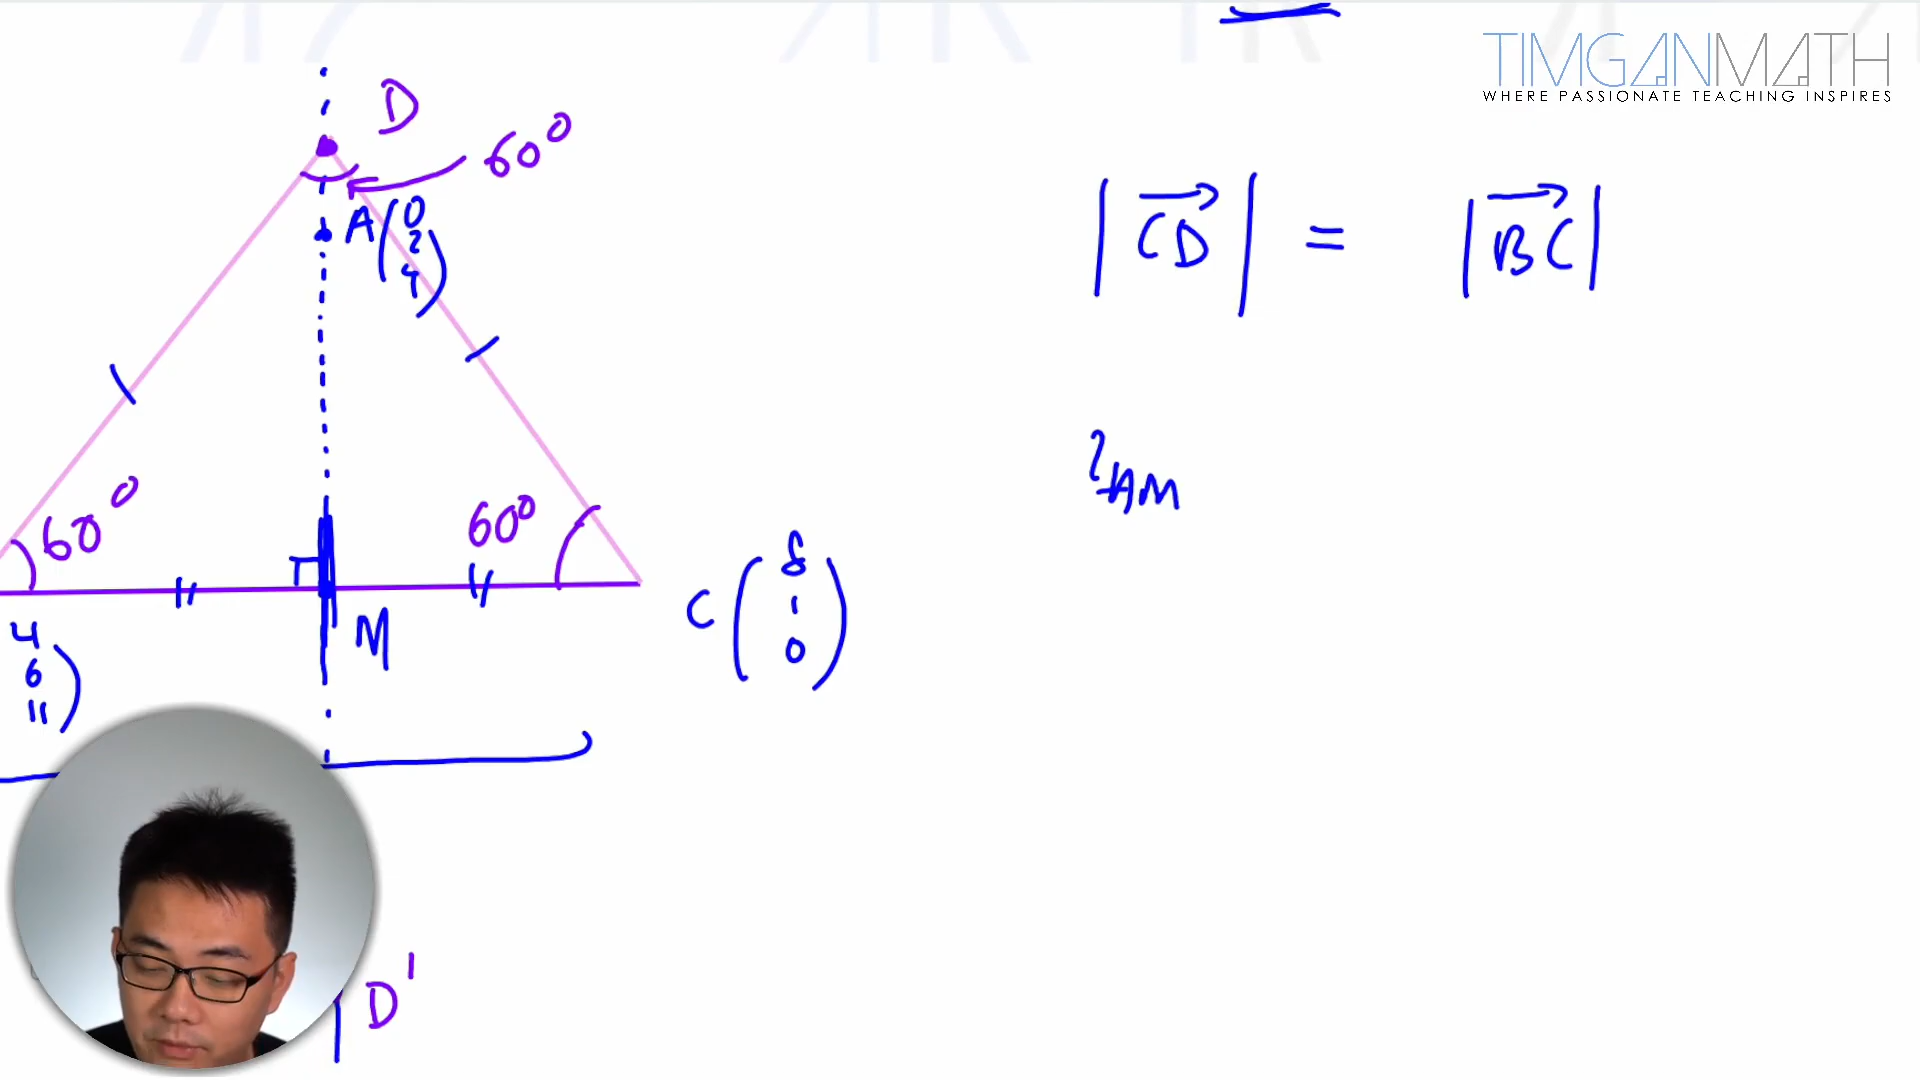 TIMGANMATH
WHERE PASSIONATE TEACHING INSPIRES
D
60°
A (0 2 4)
|CD| = |BC|
l AM
60°
60°
C (8 1 0)
M
4
6
11)
D'